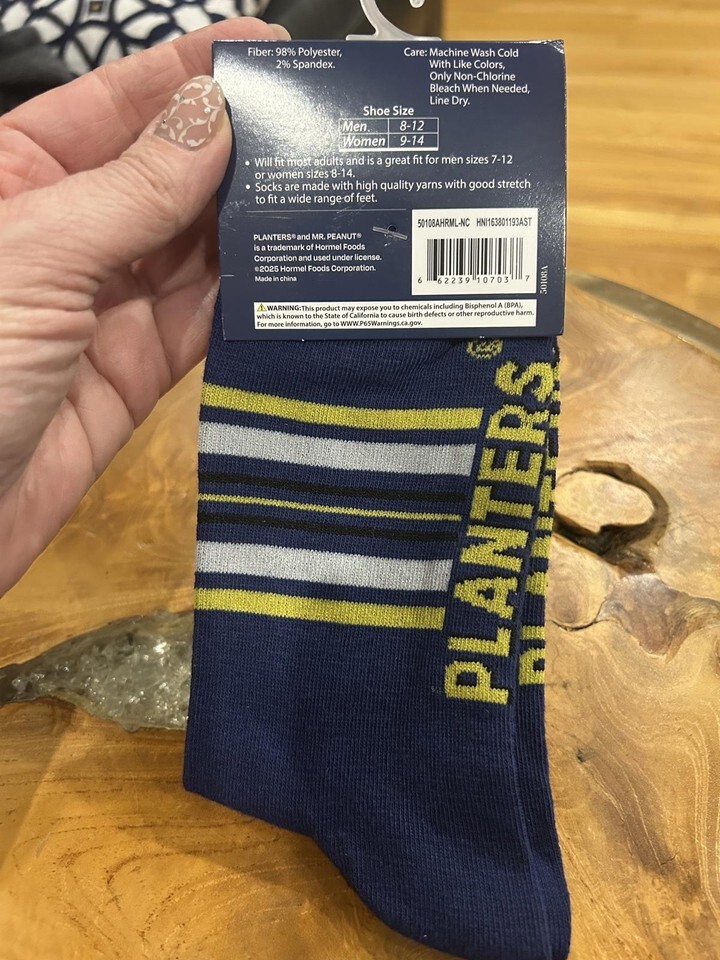 Fiber: 98% Polyester,
2% Spandex.
Care: Machine Wash Cold
With Like Colors,
Only Non-Chlorine
Bleach When Needed,
Line Dry.
Shoe Size
Men 8-12
Women 9-14
• Will fit most adults and is a great fit for men sizes 7-12
or women sizes 8-14.
• Socks are made with high quality yarns with good stretch
to fit a wide range of feet.
PLANTERS® and MR. PEANUT®
is a trademark of Hormel Foods
Corporation and used under license.
©2025 Hormel Foods Corporation.
Made in china
50108AHRML-NC HNI163801193AST
6 62239 10703 7
50108A
⚠WARNING: This product may expose you to chemicals including Bisphenol A (BPA),
which is known to the State of California to cause birth defects or other reproductive harm.
For more information, go to WWW.P65Warnings.ca.gov.
PLANTERS